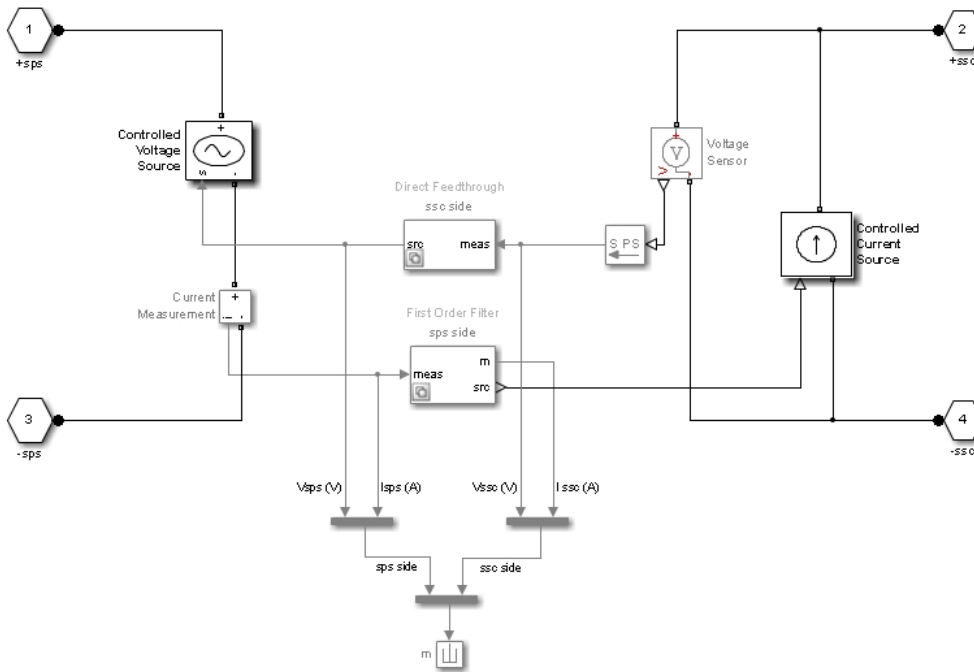 1
+sps
2
+ssc
Controlled
Voltage
Source
+
s
-
+
V
-
Voltage
Sensor
Direct Feedthrough
ssc side
src
meas
S PS
Controlled
Current
Source
Current
Measurement
+
i
-
First Order Filter
sps side
meas
m
src
3
-sps
4
-ssc
Vsps (V)
Isps (A)
Vssc (V)
I ssc (A)
sps side
ssc side
m